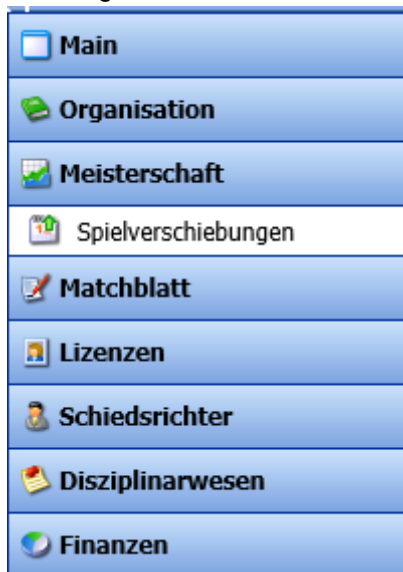 Main
Organisation
Meisterschaft
Spielverschiebungen
Matchblatt
Lizenzen
Schiedsrichter
Disziplinarwesen
Finanzen